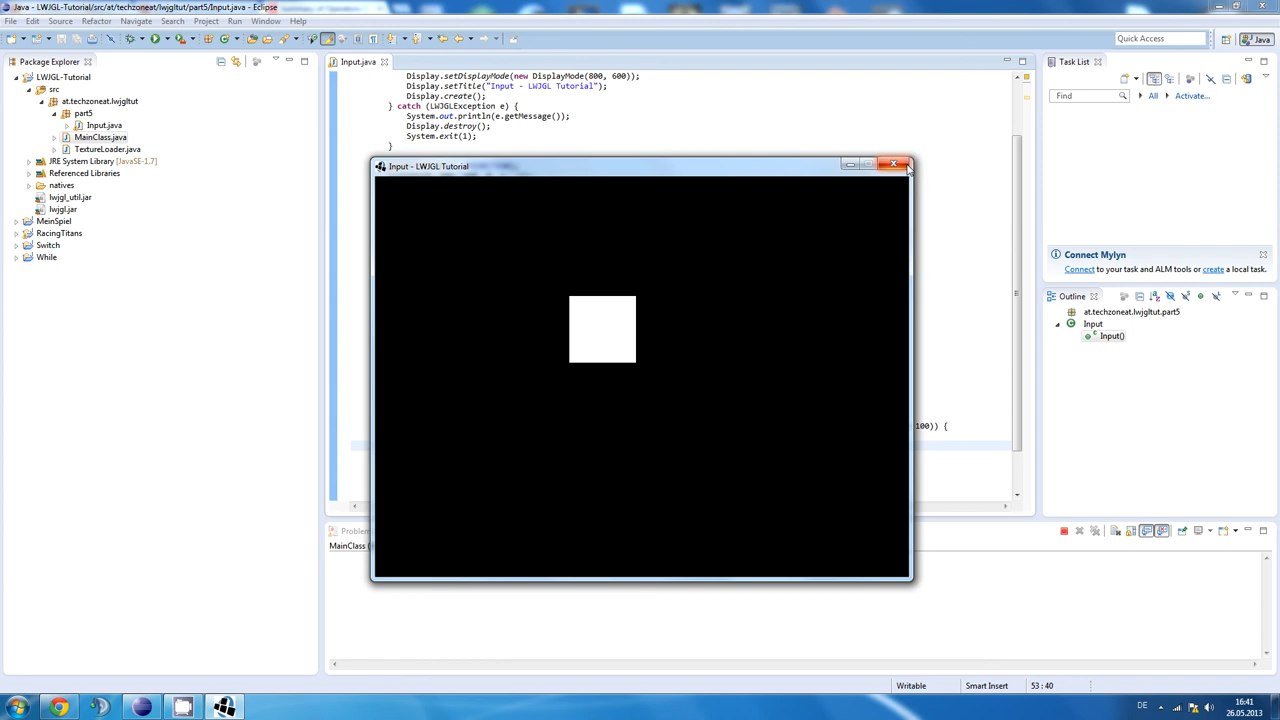 Java - LWJGL-Tutorial/src/at/techzoneat/lwjgltut/part5/Input.java - Eclipse
File Edit Source Refactor Navigate Search Project Run Window Help
Quick Access
Java
Package Explorer
LWJGL-Tutorial
src
at.techzoneat.lwjgltut
part5
Input.java
MainClass.java
TextureLoader.java
JRE System Library [JavaSE-1.7]
Referenced Libraries
natives
lwjgl_util.jar
lwjgl.jar
MeinSpiel
RacingTitans
Switch
While
Input.java
Display.setDisplayMode(new DisplayMode(800, 600));
Display.setTitle("Input - LWJGL Tutorial");
Display.create();
} catch (LWJGLException e) {
System.out.println(e.getMessage());
Display.destroy();
System.exit(1);
}
Input - LWJGL Tutorial
100)) {
Problem
MainClass (
Task List
Find
All
Activate...
Connect Mylyn
Connect to your task and ALM tools or create a local task.
Outline
at.techzoneat.lwjgltut.part5
Input
Input()
Writable
Smart Insert
53 : 40
DE
16:41
26.05.2013